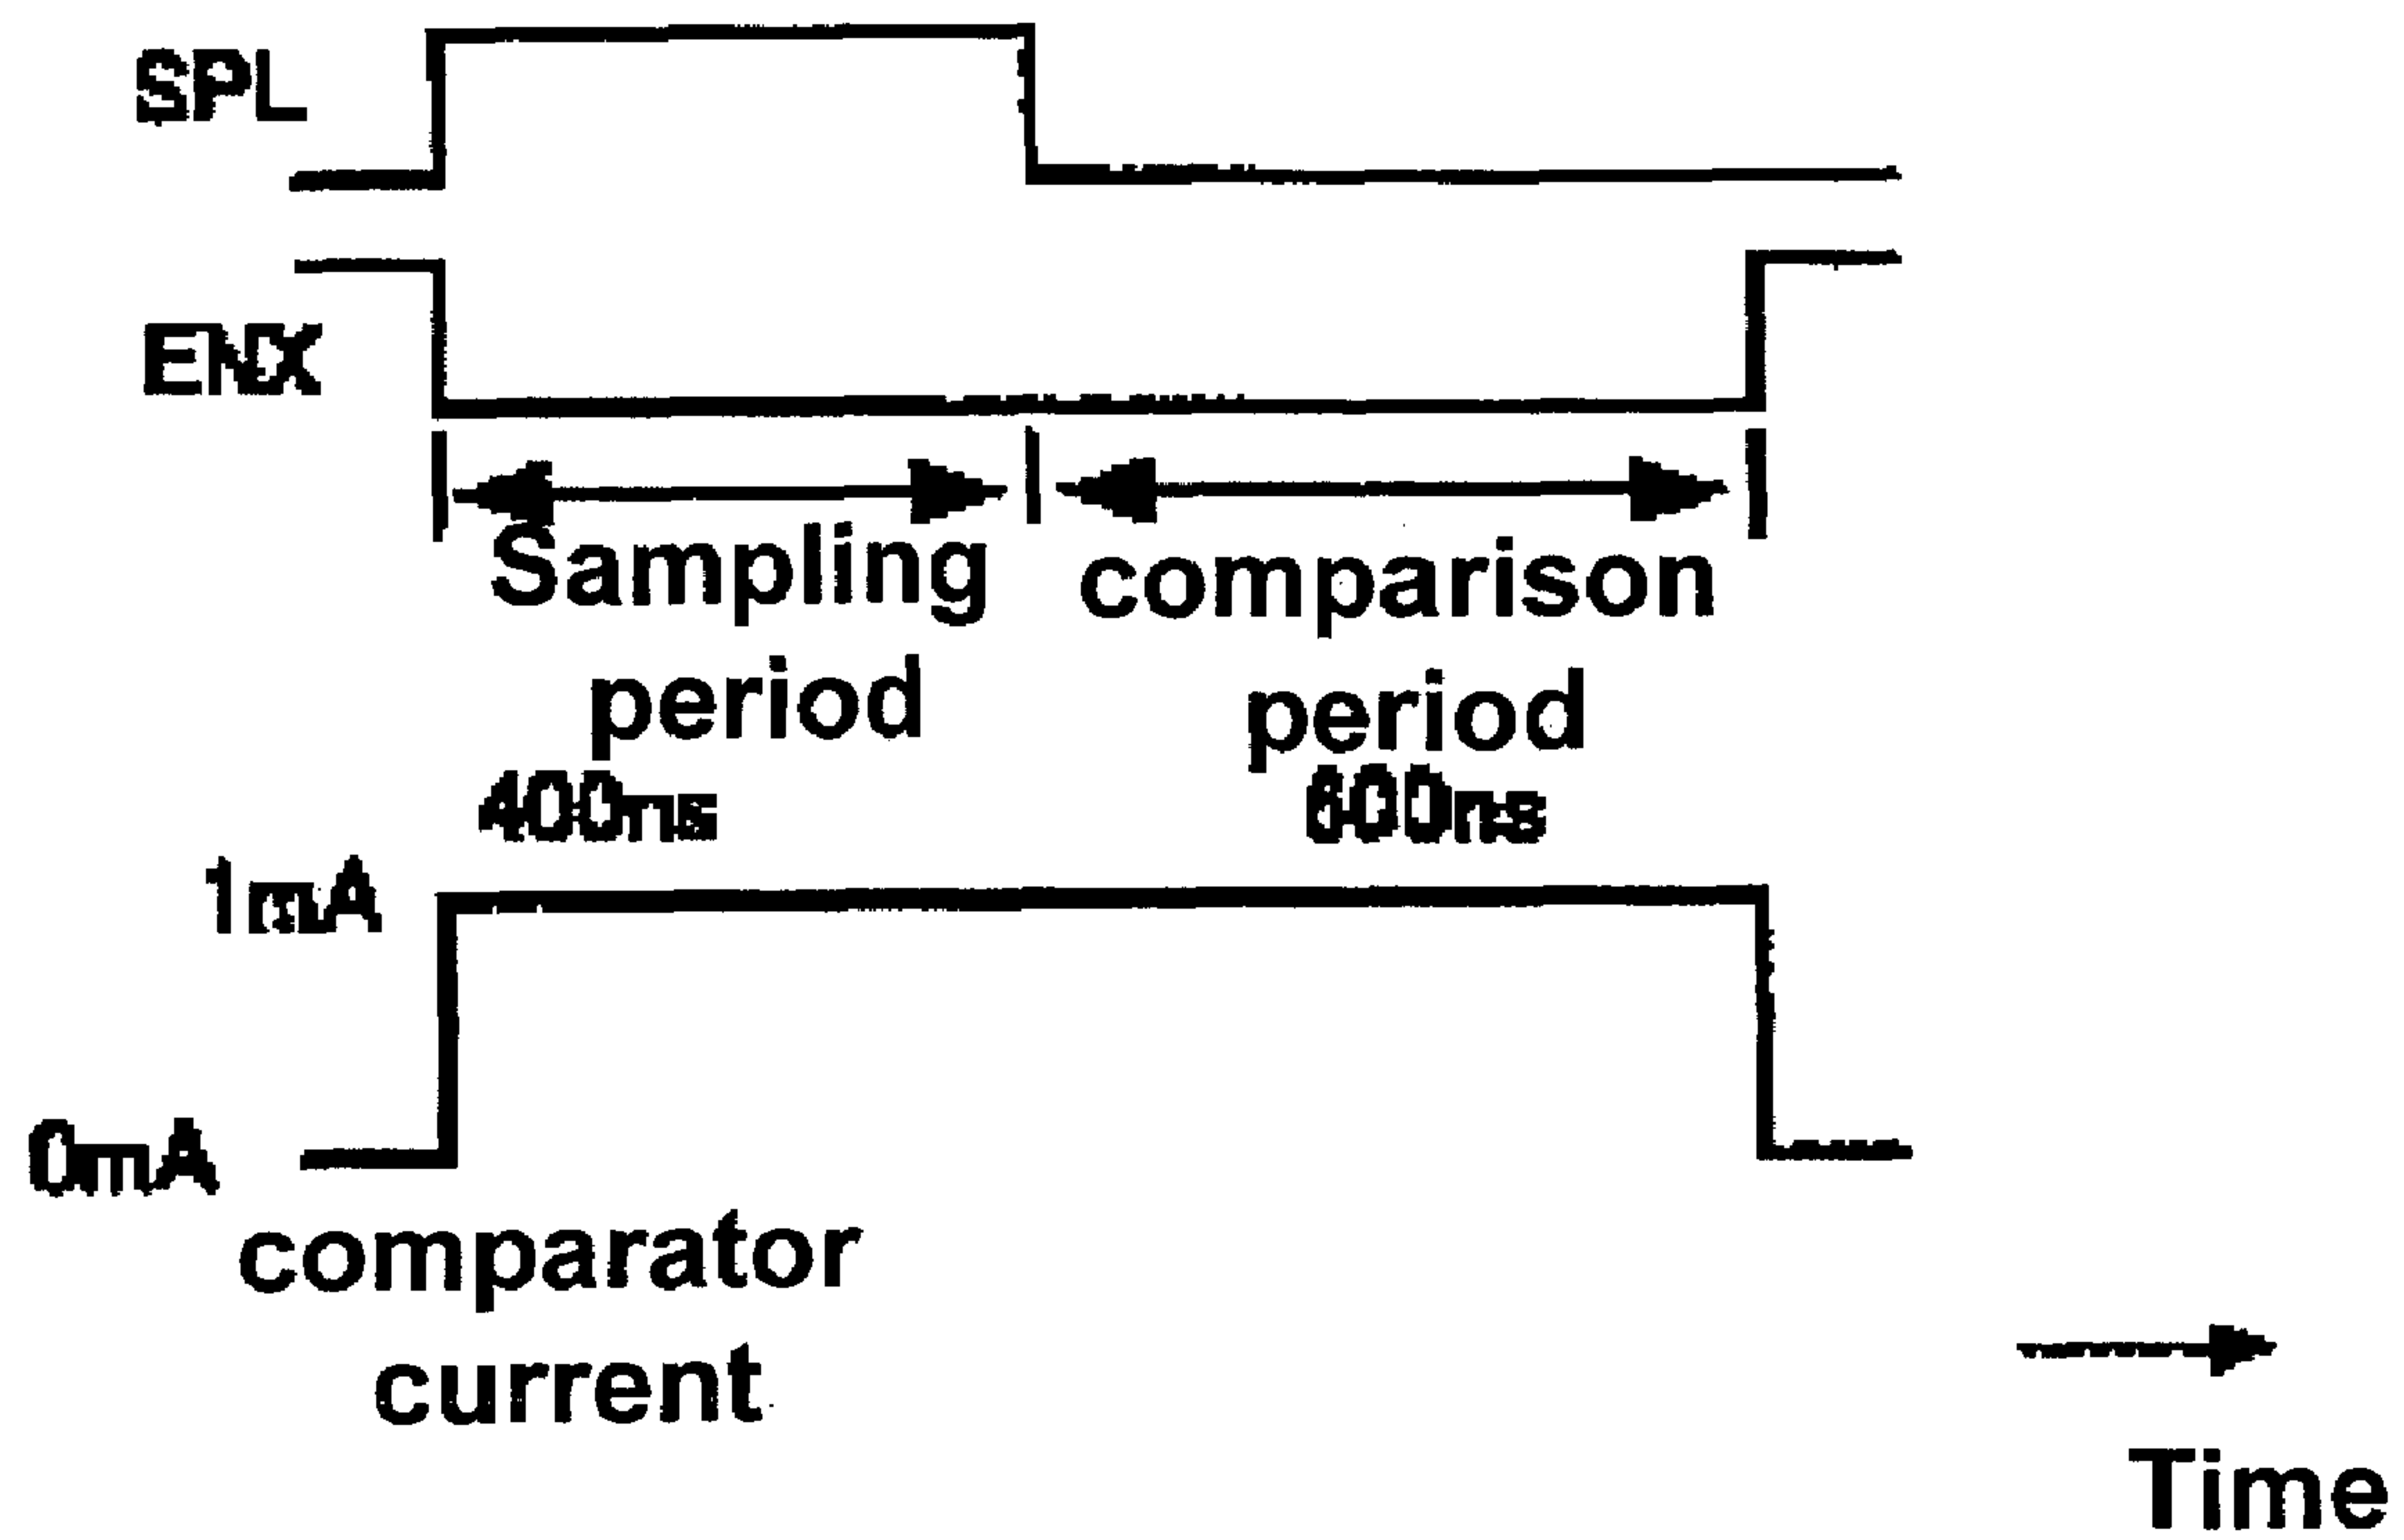 SPL
ENX
Sampling
period
400ns
comparison
period
600ns
1mA
0mA
comparator
current
Time